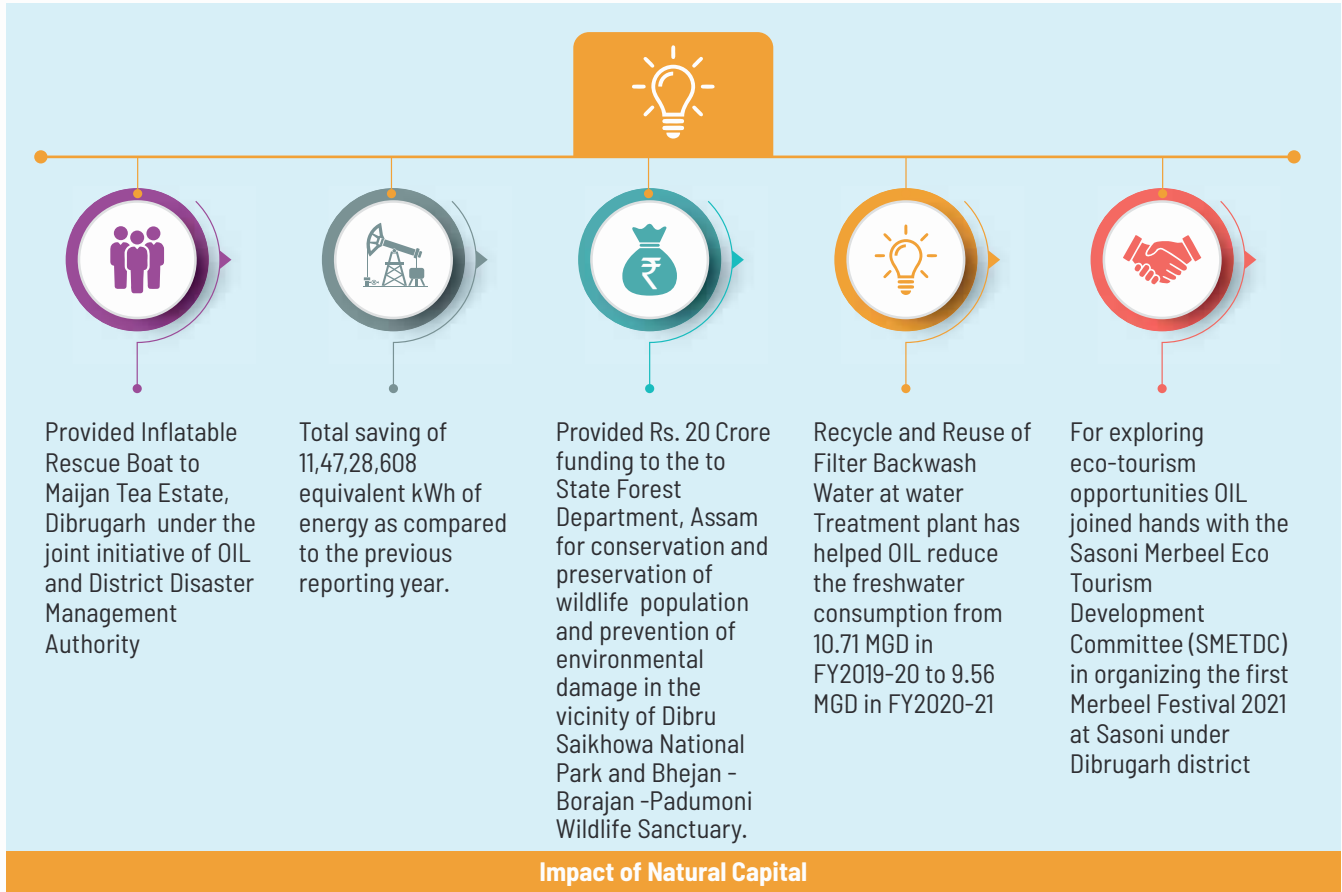 ₹
Provided Inflatable
Rescue Boat to
Maijan Tea Estate,
Dibrugarh under the
joint initiative of OIL
and District Disaster
Management
Authority
Total saving of
11,47,28,608
equivalent kWh of
energy as compared
to the previous
reporting year.
Provided Rs. 20 Crore
funding to the to
State Forest
Department, Assam
for conservation and
preservation of
wildlife population
and prevention of
environmental
damage in the
vicinity of Dibru
Saikhowa National
Park and Bhejan -
Borajan -Padumoni
Wildlife Sanctuary.
Recycle and Reuse of
Filter Backwash
Water at water
Treatment plant has
helped OIL reduce
the freshwater
consumption from
10.71 MGD in
FY2019-20 to 9.56
MGD in FY2020-21
For exploring
eco-tourism
opportunities OIL
joined hands with the
Sasoni Merbeel Eco
Tourism
Development
Committee (SMETDC)
in organizing the first
Merbeel Festival 2021
at Sasoni under
Dibrugarh district
Impact of Natural Capital